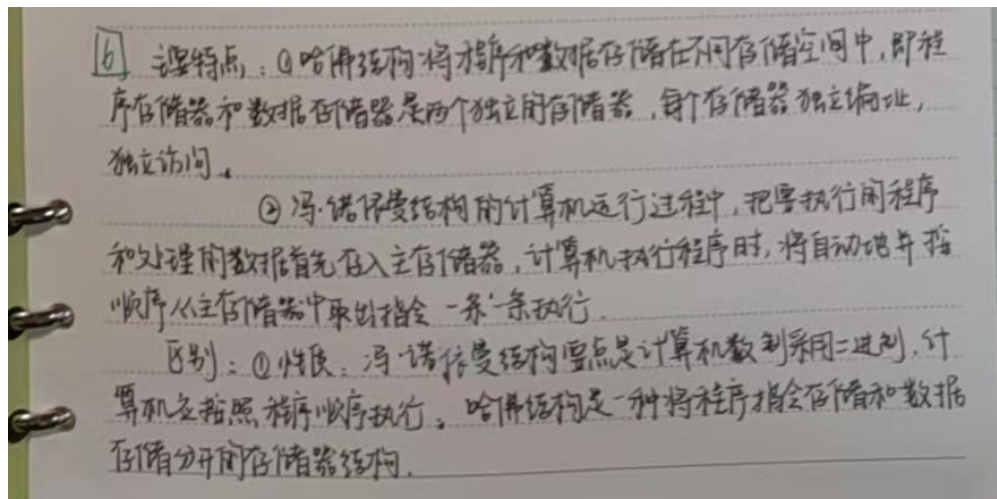 6 主要特点:①哈佛结构:将程序和数据存储在不同存储空间中,即程
序存储器和数据存储器是两个独立的存储器,每个存储器独立编址,
独立访问。
②冯·诺依曼结构的计算机运行过程中,把要执行的程序
和处理的数据首先存入主存储器,计算机执行程序时,将自动地并按
顺序从主存储器中取出指令一条一条执行.
区别:①性质:冯·诺依曼结构要点是计算机数制采用二进制,计
算机应按照程序顺序执行。哈佛结构是一种将程序指令存储和数据
存储分开的存储器结构.